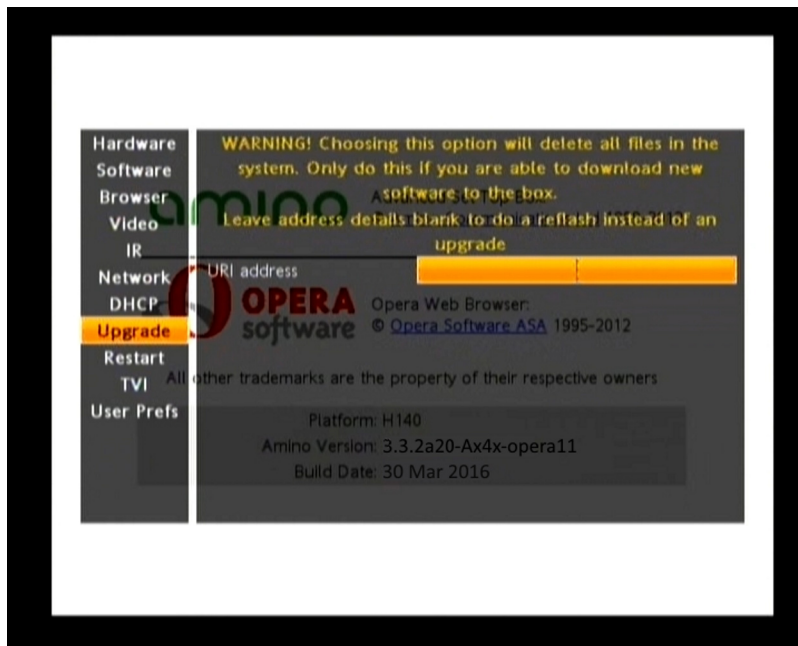 Hardware
Software
Browser
Video
IR
Network
DHCP
Upgrade
Restart
TVI
User Prefs
WARNING! Choosing this option will delete all files in the
system. Only do this if you are able to download new
software to the box.
Leave address details blank to do a reflash instead of an
upgrade
URI address
amino
OPERA
software
Opera Web Browser:
© Opera Software ASA 1995-2012
All other trademarks are the property of their respective owners
Platform: H140
Amino Version: 3.3.2a20-Ax4x-opera11
Build Date: 30 Mar 2016